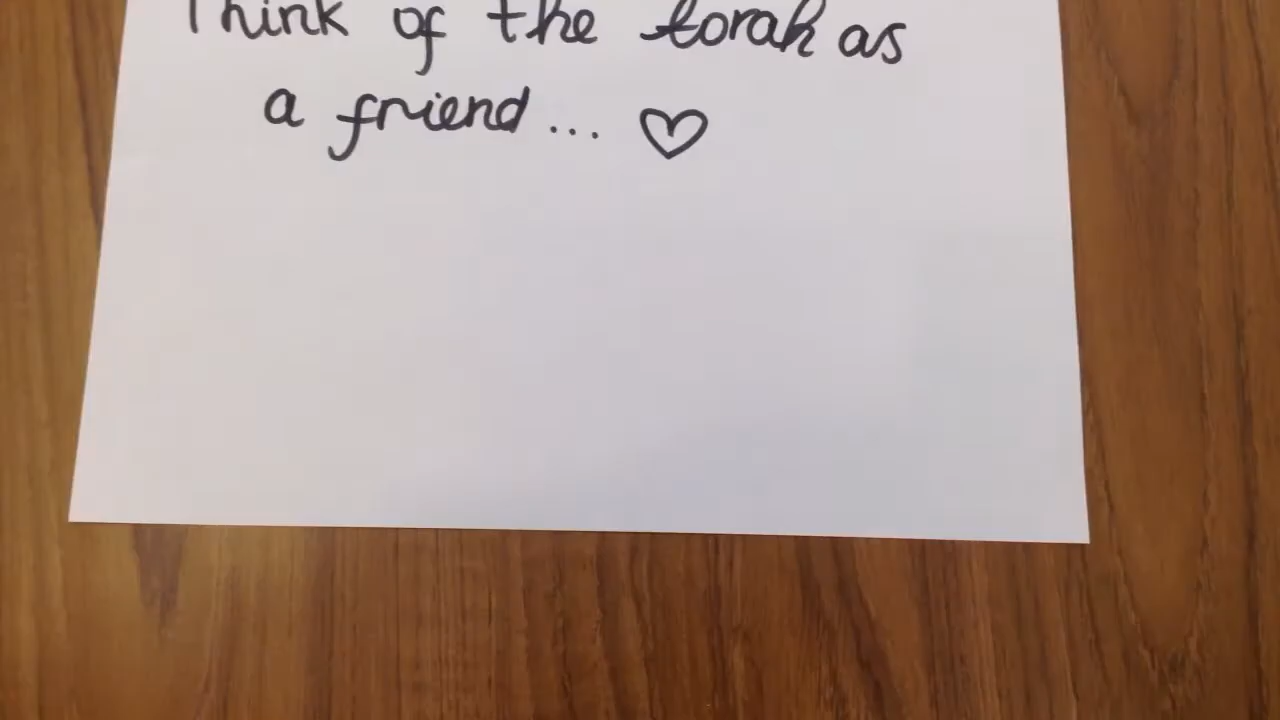 Think of the torah as
a friend... ♡